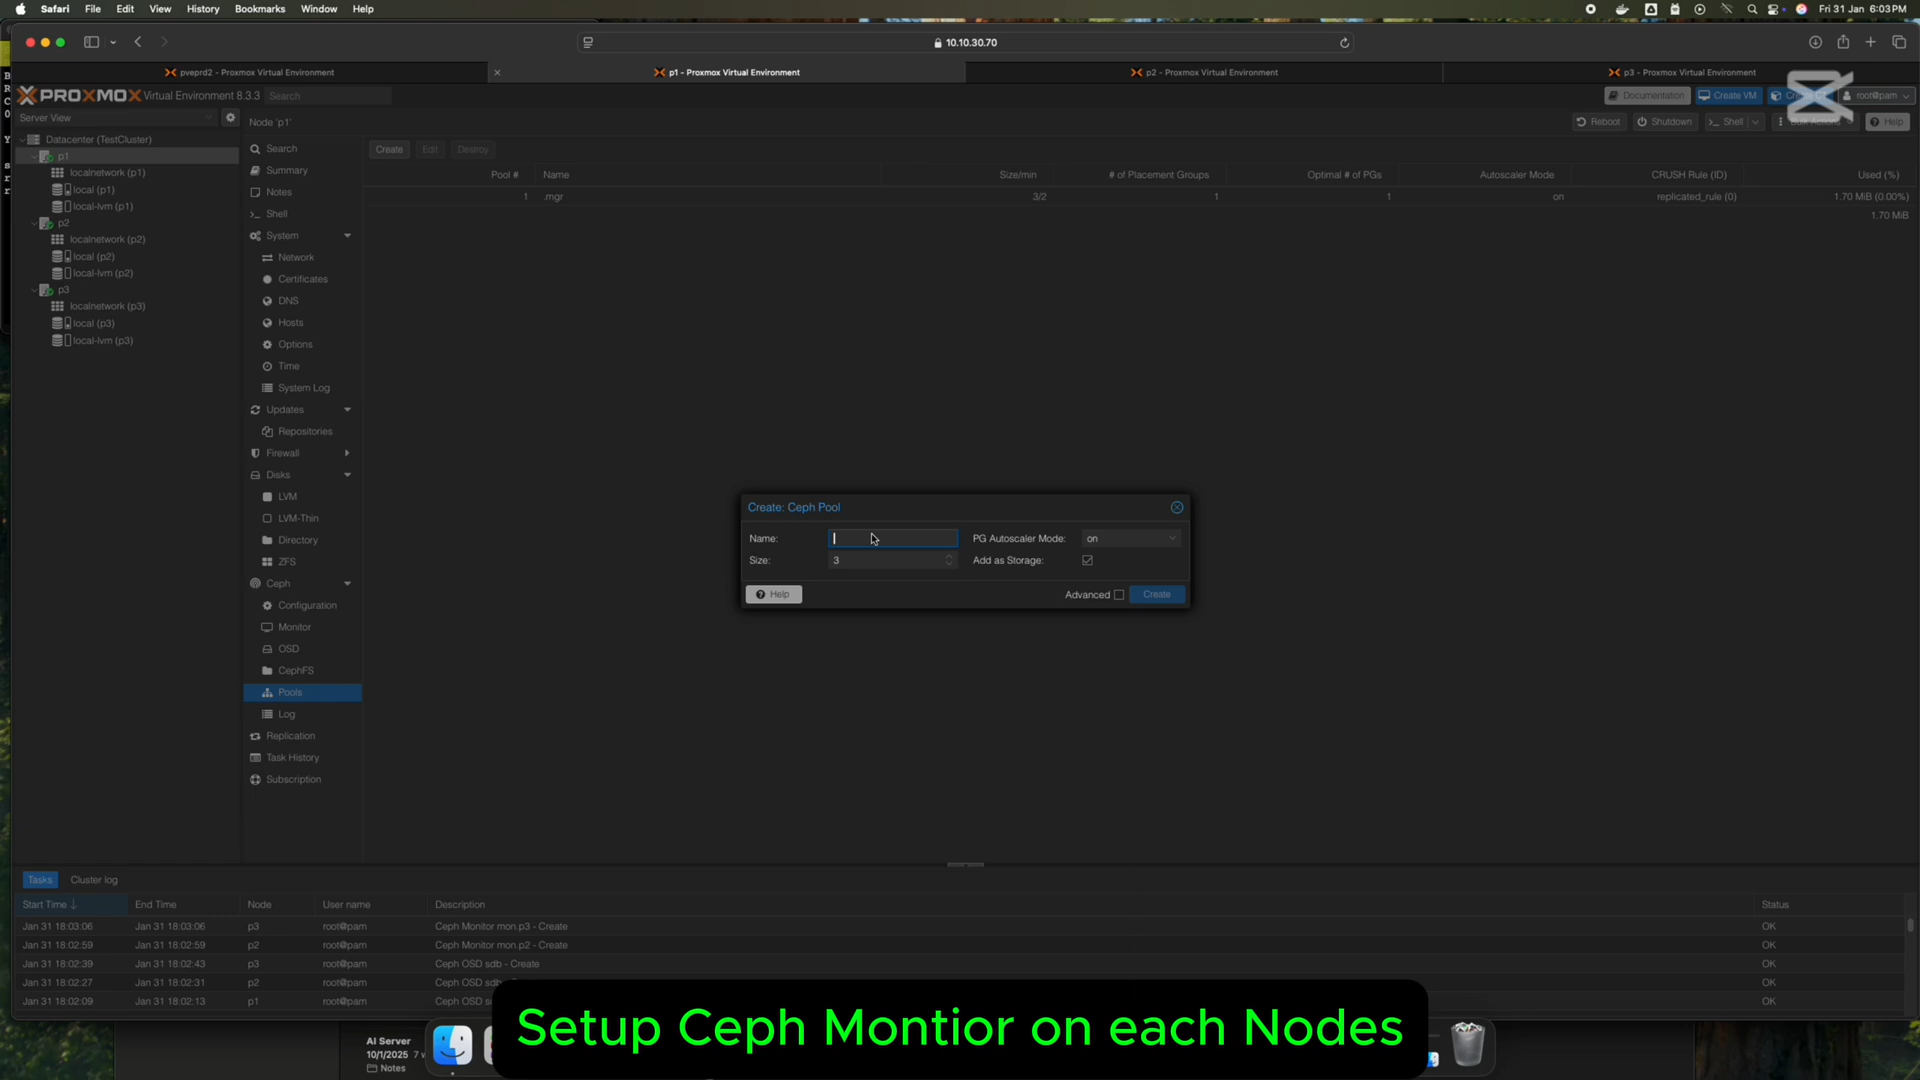 Safari File Edit View History Bookmarks Window Help
Fri 31 Jan 6:03PM
10.10.30.70
pveprd2 - Proxmox Virtual Environment
p1 - Proxmox Virtual Environment
p2 - Proxmox Virtual Environment
p3 - Proxmox Virtual Environment
PROXMOX Virtual Environment 8.3.3 Search
Documentation Create VM root@pam
Server View
Node 'p1'
Reboot Shutdown Shell Help
Datacenter (TestCluster)
p1
localnetwork (p1)
local (p1)
local-lvm (p1)
p2
localnetwork (p2)
local (p2)
local-lvm (p2)
p3
localnetwork (p3)
local (p3)
local-lvm (p3)
Search
Summary
Notes
Shell
System
Network
Certificates
DNS
Hosts
Options
Time
System Log
Updates
Repositories
Firewall
Disks
LVM
LVM-Thin
Directory
ZFS
Ceph
Configuration
Monitor
OSD
CephFS
Pools
Log
Replication
Task History
Subscription
Create Edit Destroy
Pool # Name Size/min # of Placement Groups Optimal # of PGs Autoscaler Mode CRUSH Rule (ID) Used (%)
1 .mgr 3/2 1 1 on replicated_rule (0) 1.70 MiB (0.00%)
1.70 MiB
Create: Ceph Pool
Name: PG Autoscaler Mode: on
Size: 3 Add as Storage:
Help Advanced Create
Tasks Cluster log
Start Time End Time Node User name Description Status
Jan 31 18:03:06 Jan 31 18:03:06 p3 root@pam Ceph Monitor mon.p3 - Create OK
Jan 31 18:02:59 Jan 31 18:02:59 p2 root@pam Ceph Monitor mon.p2 - Create OK
Jan 31 18:02:39 Jan 31 18:02:43 p3 root@pam Ceph OSD sdb - Create OK
Jan 31 18:02:27 Jan 31 18:02:31 p2 root@pam Ceph OSD sdb OK
Jan 31 18:02:09 Jan 31 18:02:13 p1 root@pam Ceph OSD OK
Setup Ceph Montior on each Nodes
AI Server
10/1/2025
Notes